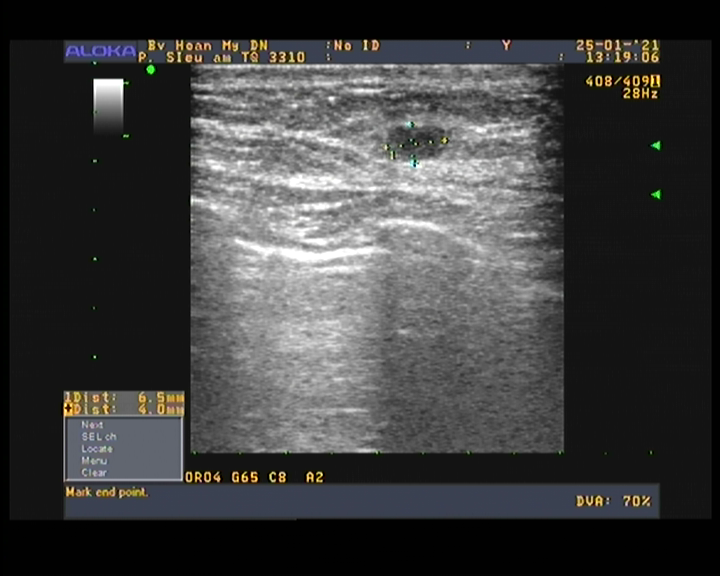 ALOKA Bv Hoan My DN :No ID : Y 25-01-'21
P. SIeu am TQ 3310 : : 13:19:06
408/4091
28Hz
1Dist: 6.5mm
+Dist: 4.0mm
Next
SEL ch
Locate
Menu
Clear
OR04 G65 C8 A2
Mark end point.
DVA: 70%